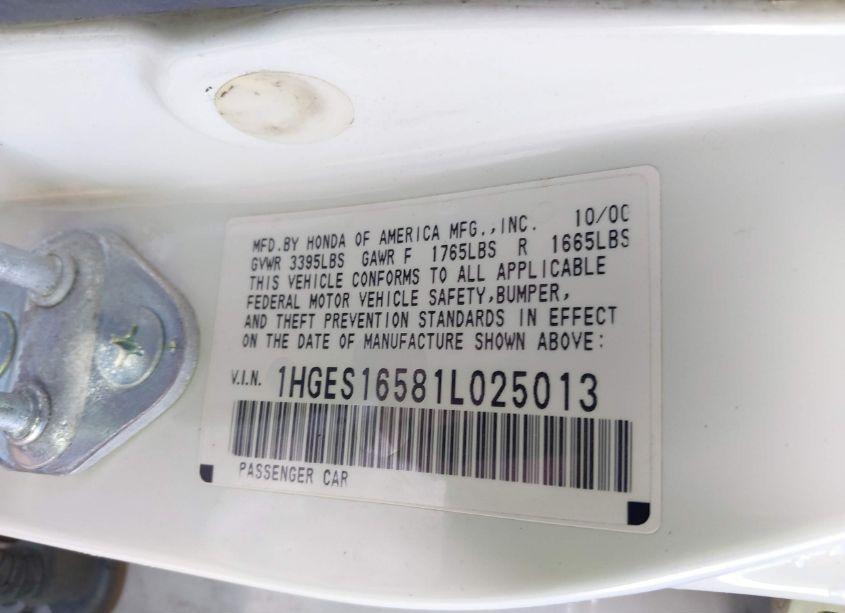 MFD.BY HONDA OF AMERICA MFG.,INC. 10/00
GVWR 3395LBS GAWR F 1765LBS R 1665LBS
THIS VEHICLE CONFORMS TO ALL APPLICABLE
FEDERAL MOTOR VEHICLE SAFETY,BUMPER,
AND THEFT PREVENTION STANDARDS IN EFFECT
ON THE DATE OF MANUFACTURE SHOWN ABOVE:
V.I.N. 1HGES16581L025013
PASSENGER CAR